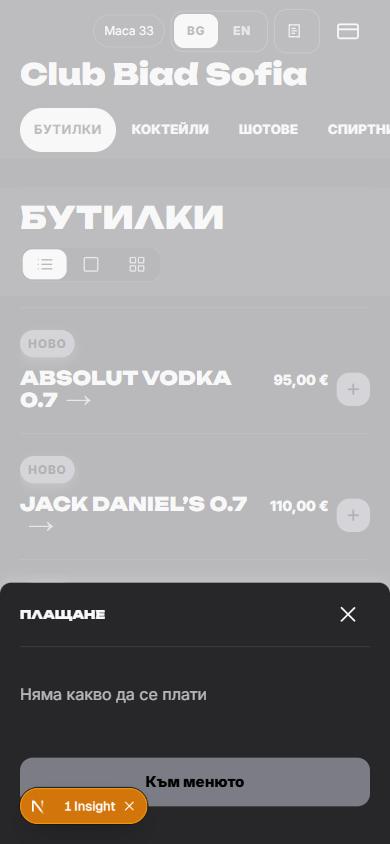 Маса 33
BG
EN
Club Biad Sofia
БУТИЛКИ
КОКТЕЙЛИ
ШОТОВЕ
СПИРТН
БУТИЛКИ
НОВО
ABSOLUT VODKA
0.7 →
95,00 €
+
НОВО
JACK DANIEL'S 0.7
→
110,00 €
+
ПЛАЩАНЕ
Няма какво да се плати
Към менюто
N 1 Insight ×